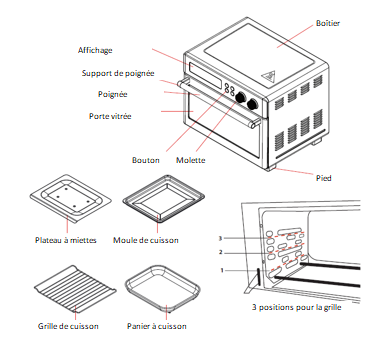 Boîtier
Affichage
Support de poignée
Poignée
Porte vitrée
Bouton
Molette
Pied
Plateau à miettes
Moule de cuisson
3
2
1
3 positions pour la grille
Grille de cuisson
Panier à cuisson